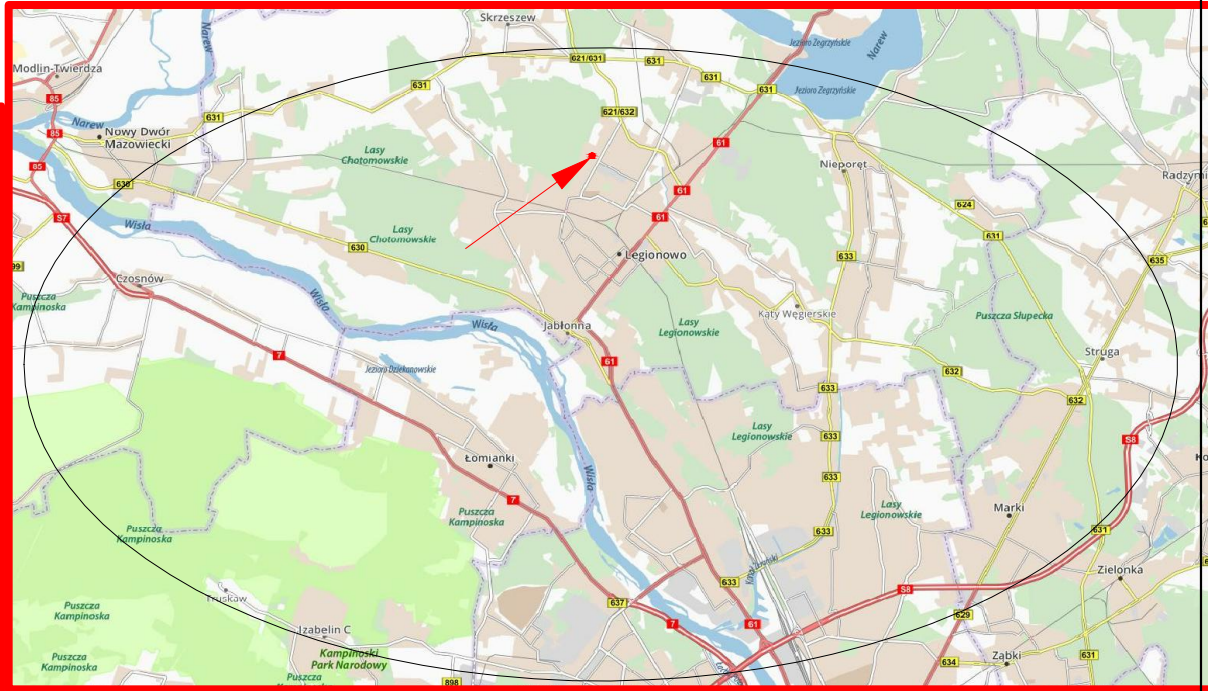 Skrzeszew
Narew
Jezioro Zegrzyńskie
Narew
621/631
631
Modlin-Twierdza
631
631
631
Jezioro Zegrzyńskie
85
621/632
631
Narew
85
Nowy Dwór
Mazowiecki
61
Lasy
Chotomowskie
Nieporęt
85
630
61
Radzymi
S7
61
624
Wisła
Lasy
Chotomowskie
631
630
Legionowo
633
635
Czosnów
Puszcza
Kampinoska
Wisła
Kąty Węgierskie
Puszcza Słupecka
Wisła
Jabłonna
Lasy
Legionowskie
7
61
Struga
Jezioro Dziekanowskie
632
633
632
Lasy
Legionowskie
633
S8
Łomianki
Wisła
633
7
Puszcza
Kampinoska
Lasy
Legionowskie
Marki
Puszcza
Kampinoska
633
631
Zielonka
633
S8
Truskaw
637
Puszcza
Kampinoska
7
61
629
Izabelin C
Kampinoski
Park Narodowy
Puszcza
Kampinoska
Ząbki
634
631
Puszcza
898